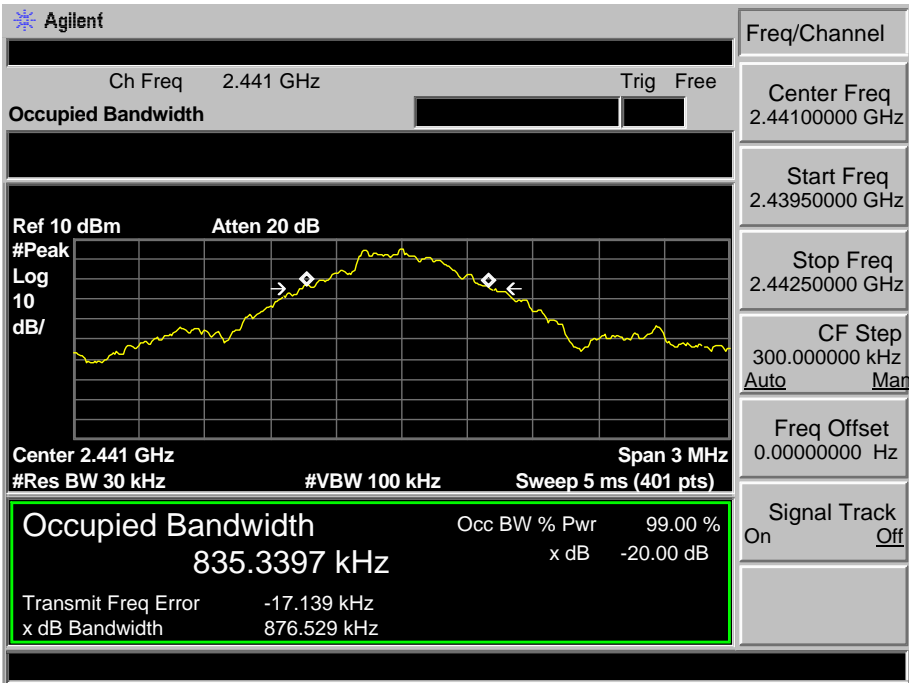 Agilent
Ch Freq 2.441 GHz Trig Free
Occupied Bandwidth
Ref 10 dBm Atten 20 dB
#Peak
Log
10
dB/
Center 2.441 GHz Span 3 MHz
#Res BW 30 kHz #VBW 100 kHz Sweep 5 ms (401 pts)
Occupied Bandwidth Occ BW % Pwr 99.00 %
835.3397 kHz x dB -20.00 dB
Transmit Freq Error -17.139 kHz
x dB Bandwidth 876.529 kHz
Freq/Channel
Center Freq
2.44100000 GHz
Start Freq
2.43950000 GHz
Stop Freq
2.44250000 GHz
CF Step
300.000000 kHz
Auto Man
Freq Offset
0.00000000 Hz
Signal Track
On Off